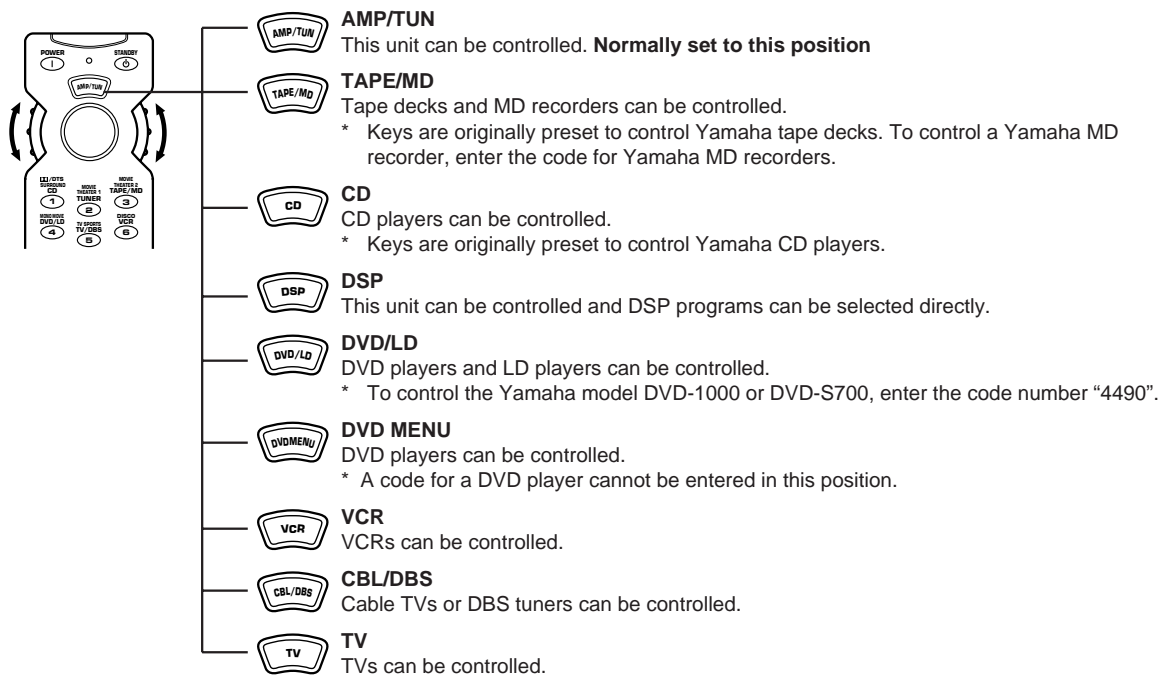 POWER
STANDBY
AMP/TUN
/DTS
SURROUND
CD
1
MOVIE
THEATER 1
TUNER
2
MOVIE
THEATER 2
TAPE/MD
3
MONO MOVIE
DVD/LD
4
TV SPORTS
TV/DBS
5
DISCO
VCR
6
AMP/TUN
AMP/TUN
This unit can be controlled. Normally set to this position
TAPE/MD
TAPE/MD
Tape decks and MD recorders can be controlled.
* Keys are originally preset to control Yamaha tape decks. To control a Yamaha MD
recorder, enter the code for Yamaha MD recorders.
CD
CD
CD players can be controlled.
* Keys are originally preset to control Yamaha CD players.
DSP
DSP
This unit can be controlled and DSP programs can be selected directly.
DVD/LD
DVD/LD
DVD players and LD players can be controlled.
* To control the Yamaha model DVD-1000 or DVD-S700, enter the code number “4490”.
DVDMENU
DVD MENU
DVD players can be controlled.
* A code for a DVD player cannot be entered in this position.
VCR
VCR
VCRs can be controlled.
CBL/DBS
CBL/DBS
Cable TVs or DBS tuners can be controlled.
TV
TV
TVs can be controlled.